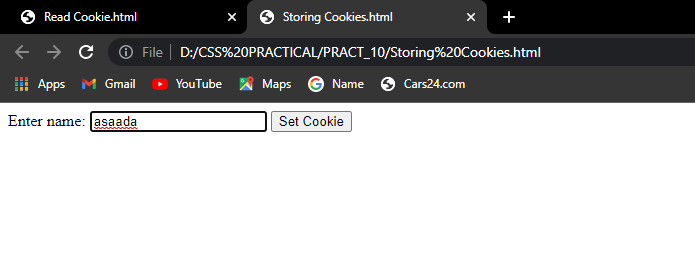 Read Cookie.html Storing Cookies.html
File D:/CSS%20PRACTICAL/PRACT_10/Storing%20Cookies.html
Apps Gmail YouTube Maps Name Cars24.com
Enter name: asaada Set Cookie